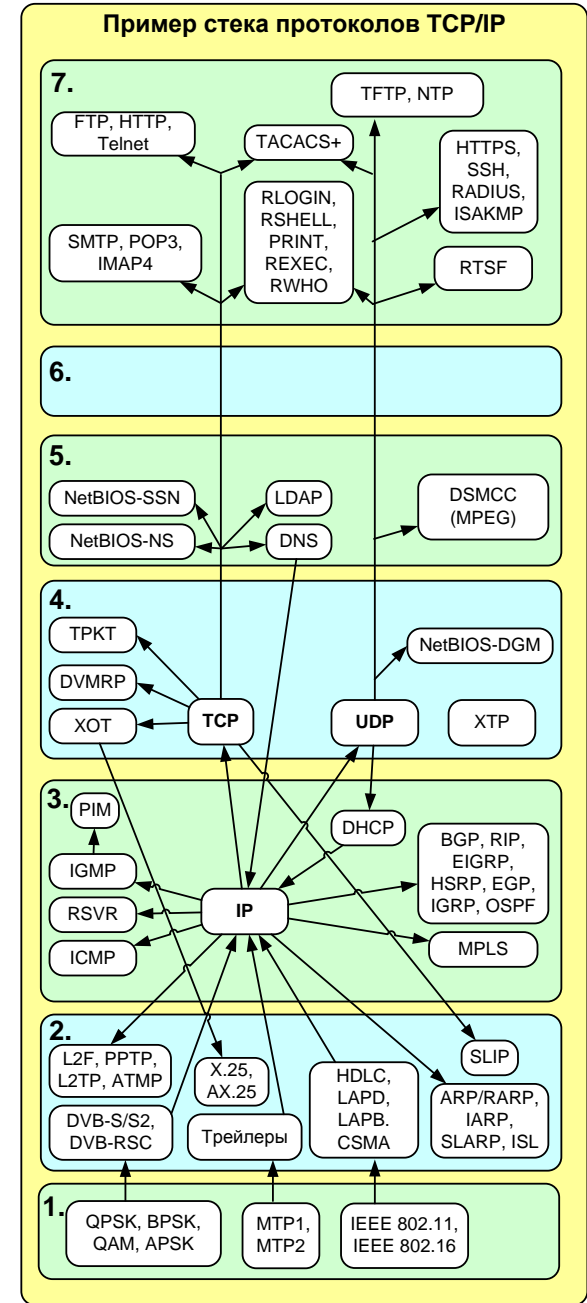 Пример стека протоколов TCP/IP
7.
TFTP, NTP
FTP, HTTP,
Telnet
TACACS+
HTTPS,
SSH,
RADIUS,
ISAKMP
RLOGIN,
RSHELL,
PRINT,
REXEC,
RWHO
SMTP, POP3,
IMAP4
RTSF
6.
5.
NetBIOS-SSN
LDAP
DSMCC
(MPEG)
NetBIOS-NS
DNS
4.
TPKT
NetBIOS-DGM
DVMRP
XOT
TCP
UDP
XTP
3.
PIM
DHCP
BGP, RIP,
EIGRP,
HSRP, EGP,
IGRP, OSPF
IGMP
RSVR
IP
ICMP
MPLS
2.
L2F, PPTP,
L2TP, ATMP
X.25,
AX.25
HDLC,
LAPD,
LAPB.
CSMA
SLIP
ARP/RARP,
IARP,
SLARP, ISL
DVB-S/S2,
DVB-RSC
Трейлеры
1.
QPSK, BPSK,
QAM, APSK
MTP1,
MTP2
IEEE 802.11,
IEEE 802.16